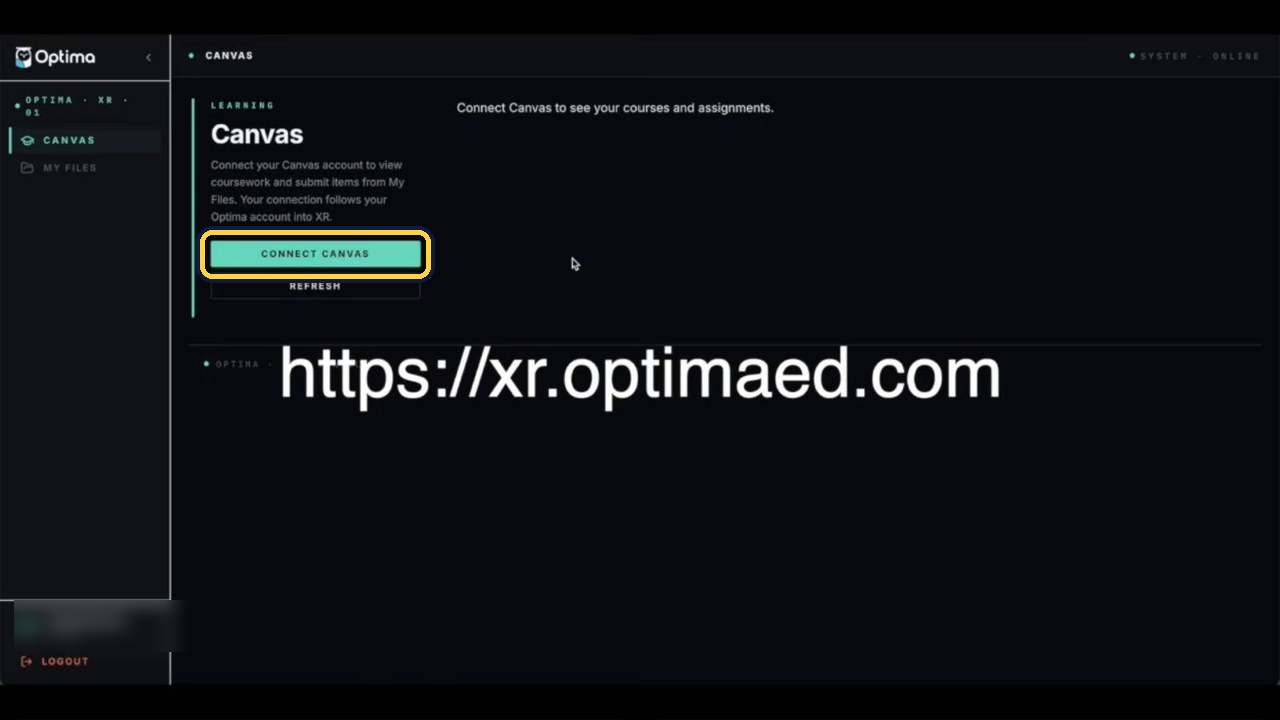 Optima
CANVAS
SYSTEM · ONLINE
OPTIMA · XR ·
01
CANVAS
MY FILES
LEARNING
Canvas
Connect your Canvas account to view
coursework and submit items from My
Files. Your connection follows your
Optima account into XR.
CONNECT CANVAS
REFRESH
Connect Canvas to see your courses and assignments.
OPTIMA ·
https://xr.optimaed.com
LOGOUT